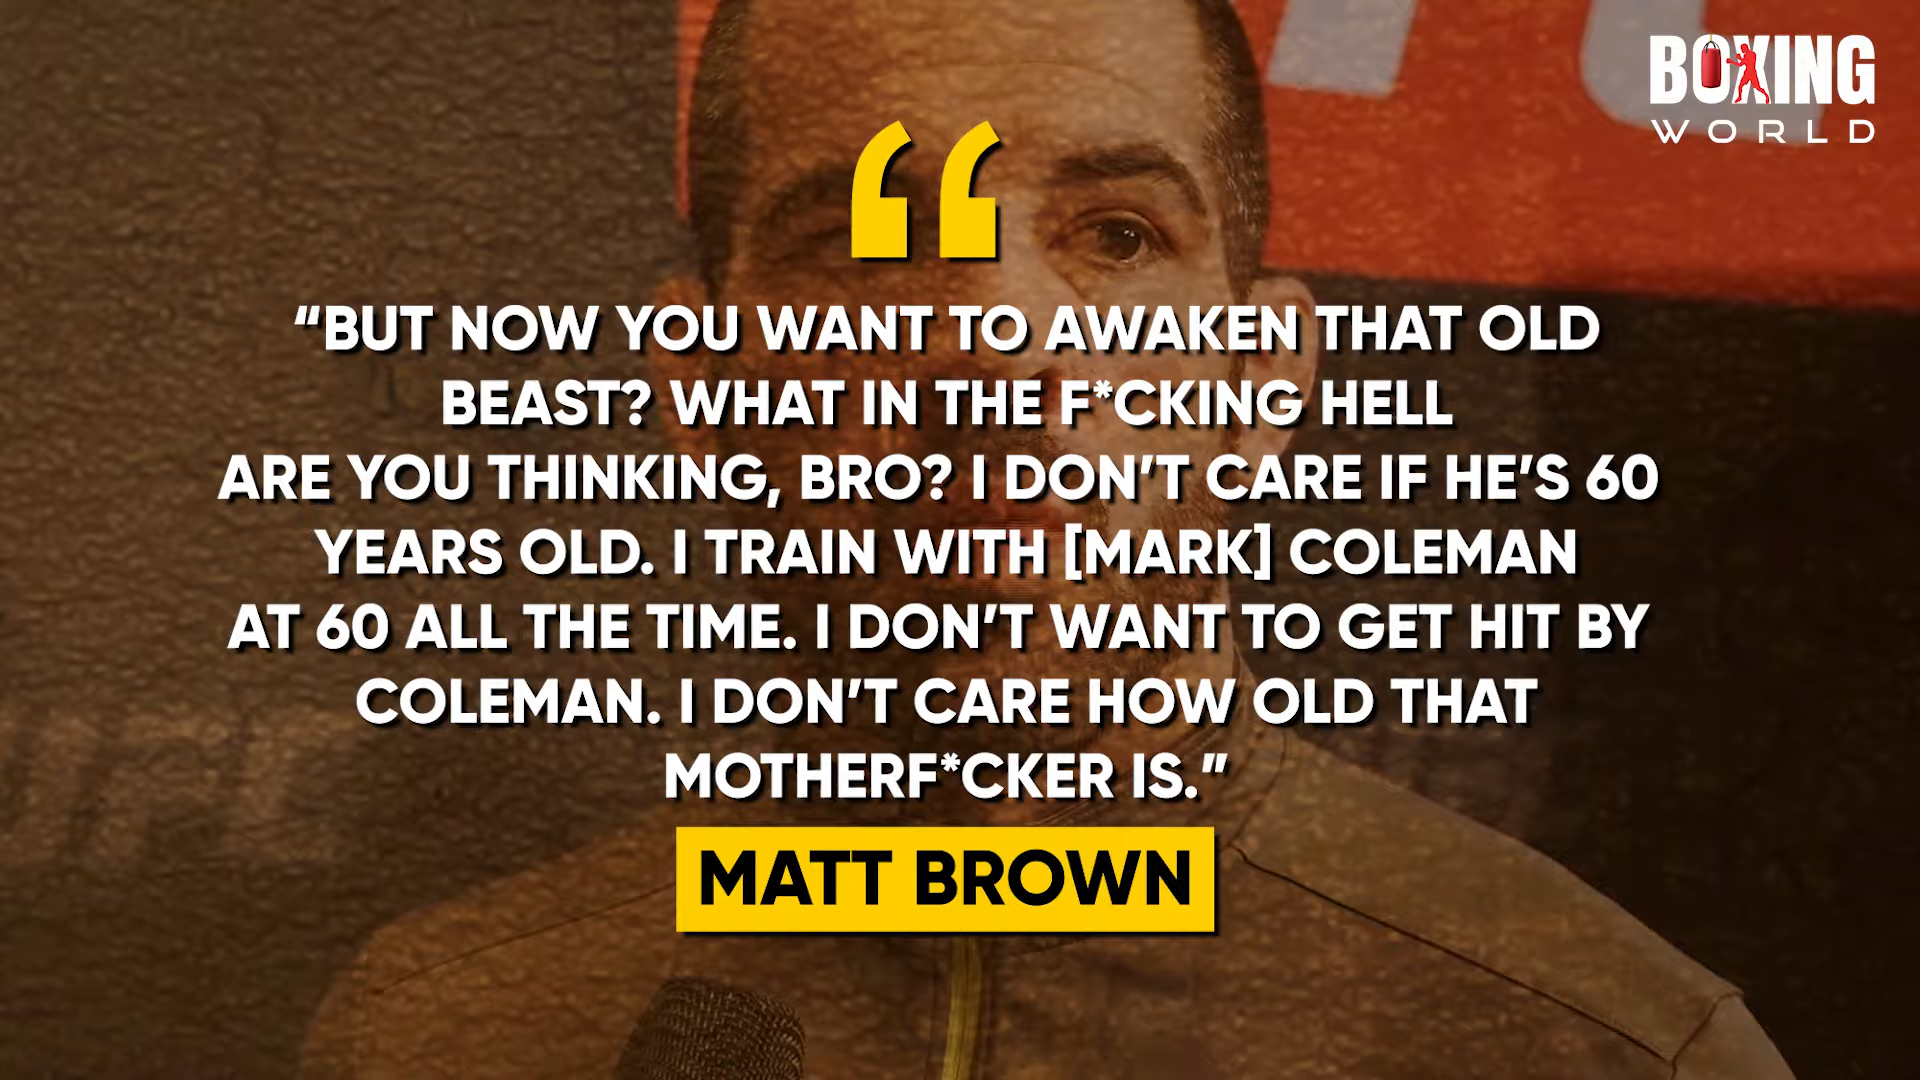 BOXING
WORLD
“
“BUT NOW YOU WANT TO AWAKEN THAT OLD
BEAST? WHAT IN THE F*CKING HELL
ARE YOU THINKING, BRO? I DON’T CARE IF HE’S 60
YEARS OLD. I TRAIN WITH [MARK] COLEMAN
AT 60 ALL THE TIME. I DON’T WANT TO GET HIT BY
COLEMAN. I DON’T CARE HOW OLD THAT
MOTHERF*CKER IS.”
MATT BROWN